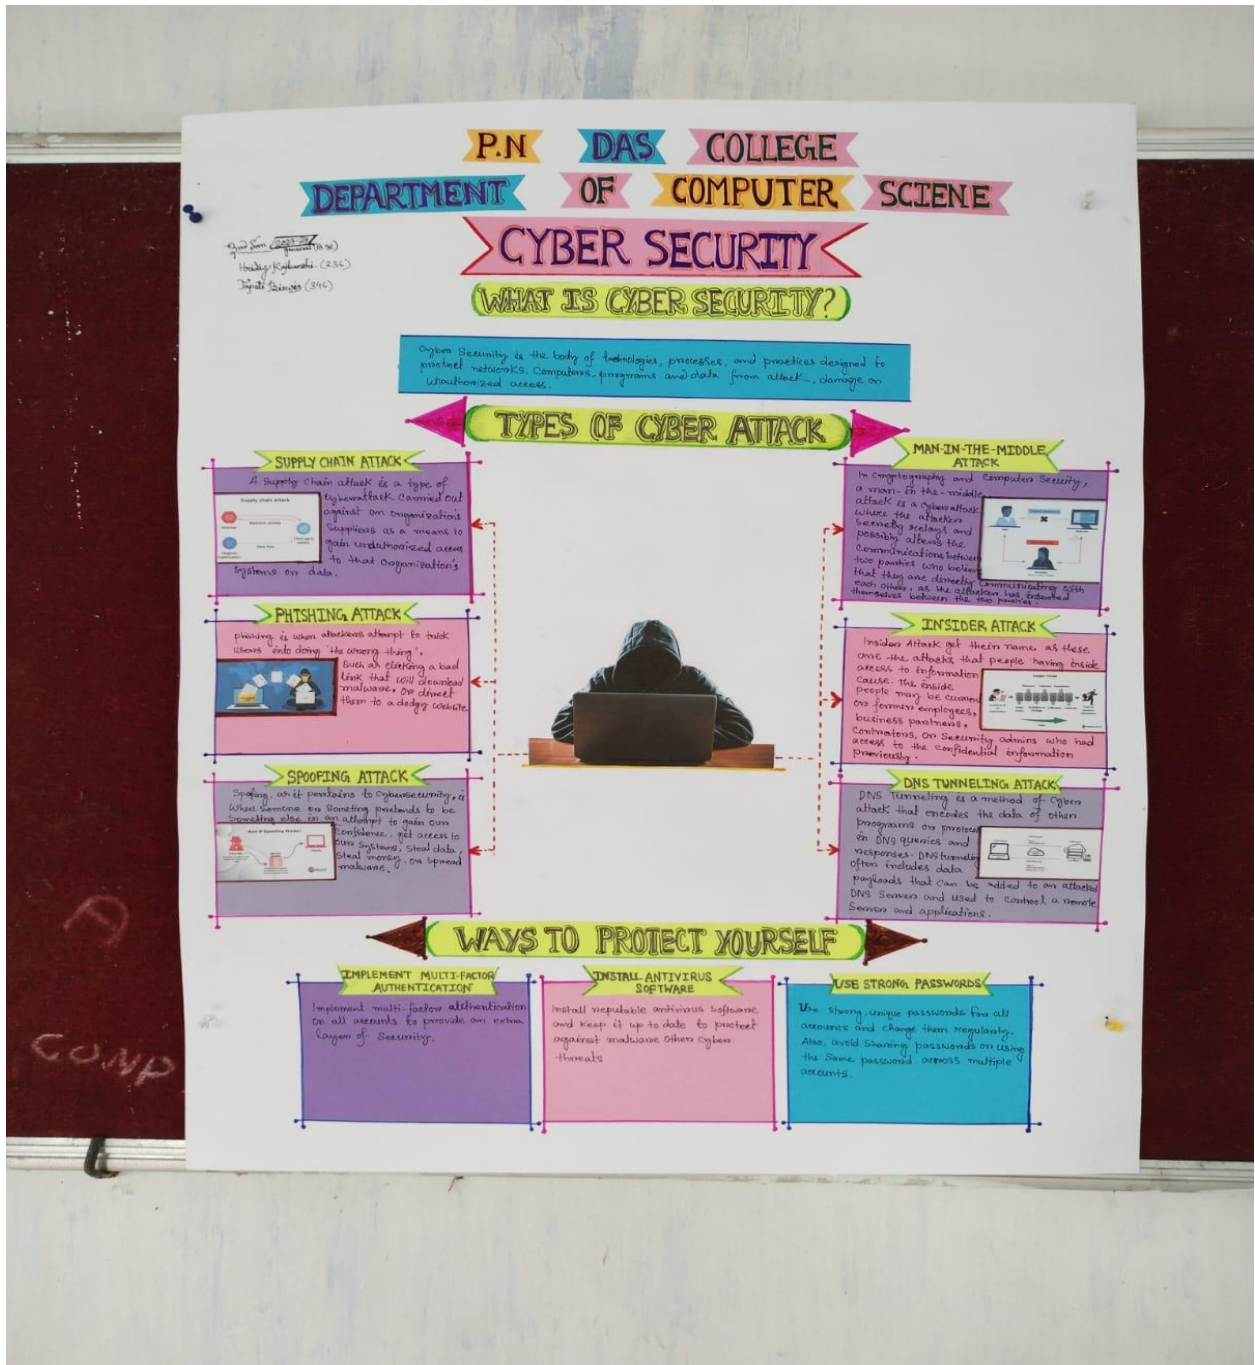 P.N DAS COLLEGE
DEPARTMENT OF COMPUTER SCIENE
CYBER SECURITY
(236)
(346)
WHAT IS CYBER SECURITY?
Cyber Security is the body of technologies, processes, and practices designed to
protect networks. Computers, programs and data from attack, damage or
unauthorized access.
TYPES OF CYBER ATTACK
SUPPLY CHAIN ATTACK
A Supply Chain attack is a type of
Cyberattack carried out
against an organization's
Suppliers as a means to
gain unauthorized access
to that organization's
Systems or data.
Supply chain attack
PHTSHING ATTACK
phishing is when attackers attempt to trick
users into doing 'the wrong thing',
Such as clicking a bad
link that will download
malware, or direct
them to a dodgy website
SPOOFING ATTACK
Spofing, as it pertains to Cybersecurity, is
when Someone or Someting pretends to be
Something else in an attempt to gain our
Confidence, get access to
our Systems, Steal data,
Steal money, or Spread
malware.
MAN-IN-THE-MIDDLE
ATTACK
In Cryptography and Computer Security,
a man-in-the-middle
attack is a Cyberattack
where the attacker
Secretly relays and
possibly alters the
Communications between
two parties who believe
that they are directly Communicating with
each other, as the attacker has inserted
themselves between the two parties.
INSIDER ATTACK
Insider Attack get their name as these
are the attacks that people having inside
access to information
Cause. The inside
people may be current
or former employees,
business partners,
Contractors, or Security admins who had
access to the Confidential information
previously.
DNS TUNNELING ATTACK
DNS Tunneling is a method of Cyber
attack that encodes the data of other
programs or protocol
in DNS queries and
responses. DNS tunneling
often includes data
payloads that can be added to an attacked
DNS Server and used to control a remote
Server and applications.
WAYS TO PROTECT YOURSELF
IMPLEMENT MULTI-FACTOR
AUTHENTICATION
Implement multi-factor authentication
on all accounts to provide an extra
layer of Security.
INSTALL ANTIVIRUS
SOFTWARE
Install reputable antivirus Software
and Keep it up to date to protect
against malware other Cyber
threats
USE STRONG PASSWORDS
Use strong, unique passwords for all
accounts and change them regularly.
Also, avoid Sharing passwords or using
the Same password across multiple
accounts.
A
COMP